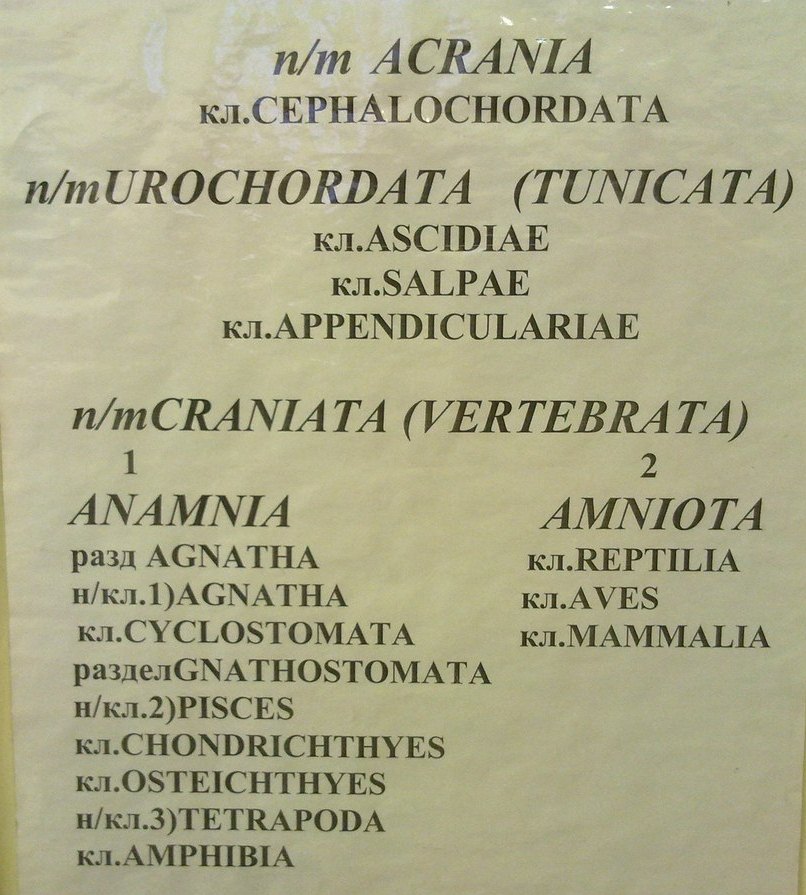 п/т ACRANIA
кл.CEPHALOCHORDATA
п/тUROCHORDATA (TUNICATA)
кл.ASCIDIAE
кл.SALPAE
кл.APPENDICULARIAE
п/тCRANIATA (VERTEBRATA)
1
ANAMNIA
разд AGNATHA
н/кл.1)AGNATHA
кл.CYCLOSTOMATA
разделGNATHOSTOMATA
н/кл.2)PISCES
кл.CHONDRICHTHYES
кл.OSTEICHTHYES
н/кл.3)TETRAPODA
кл.AMPHIBIA
2
AMNIOTA
кл.REPTILIA
кл.AVES
кл.MAMMALIA